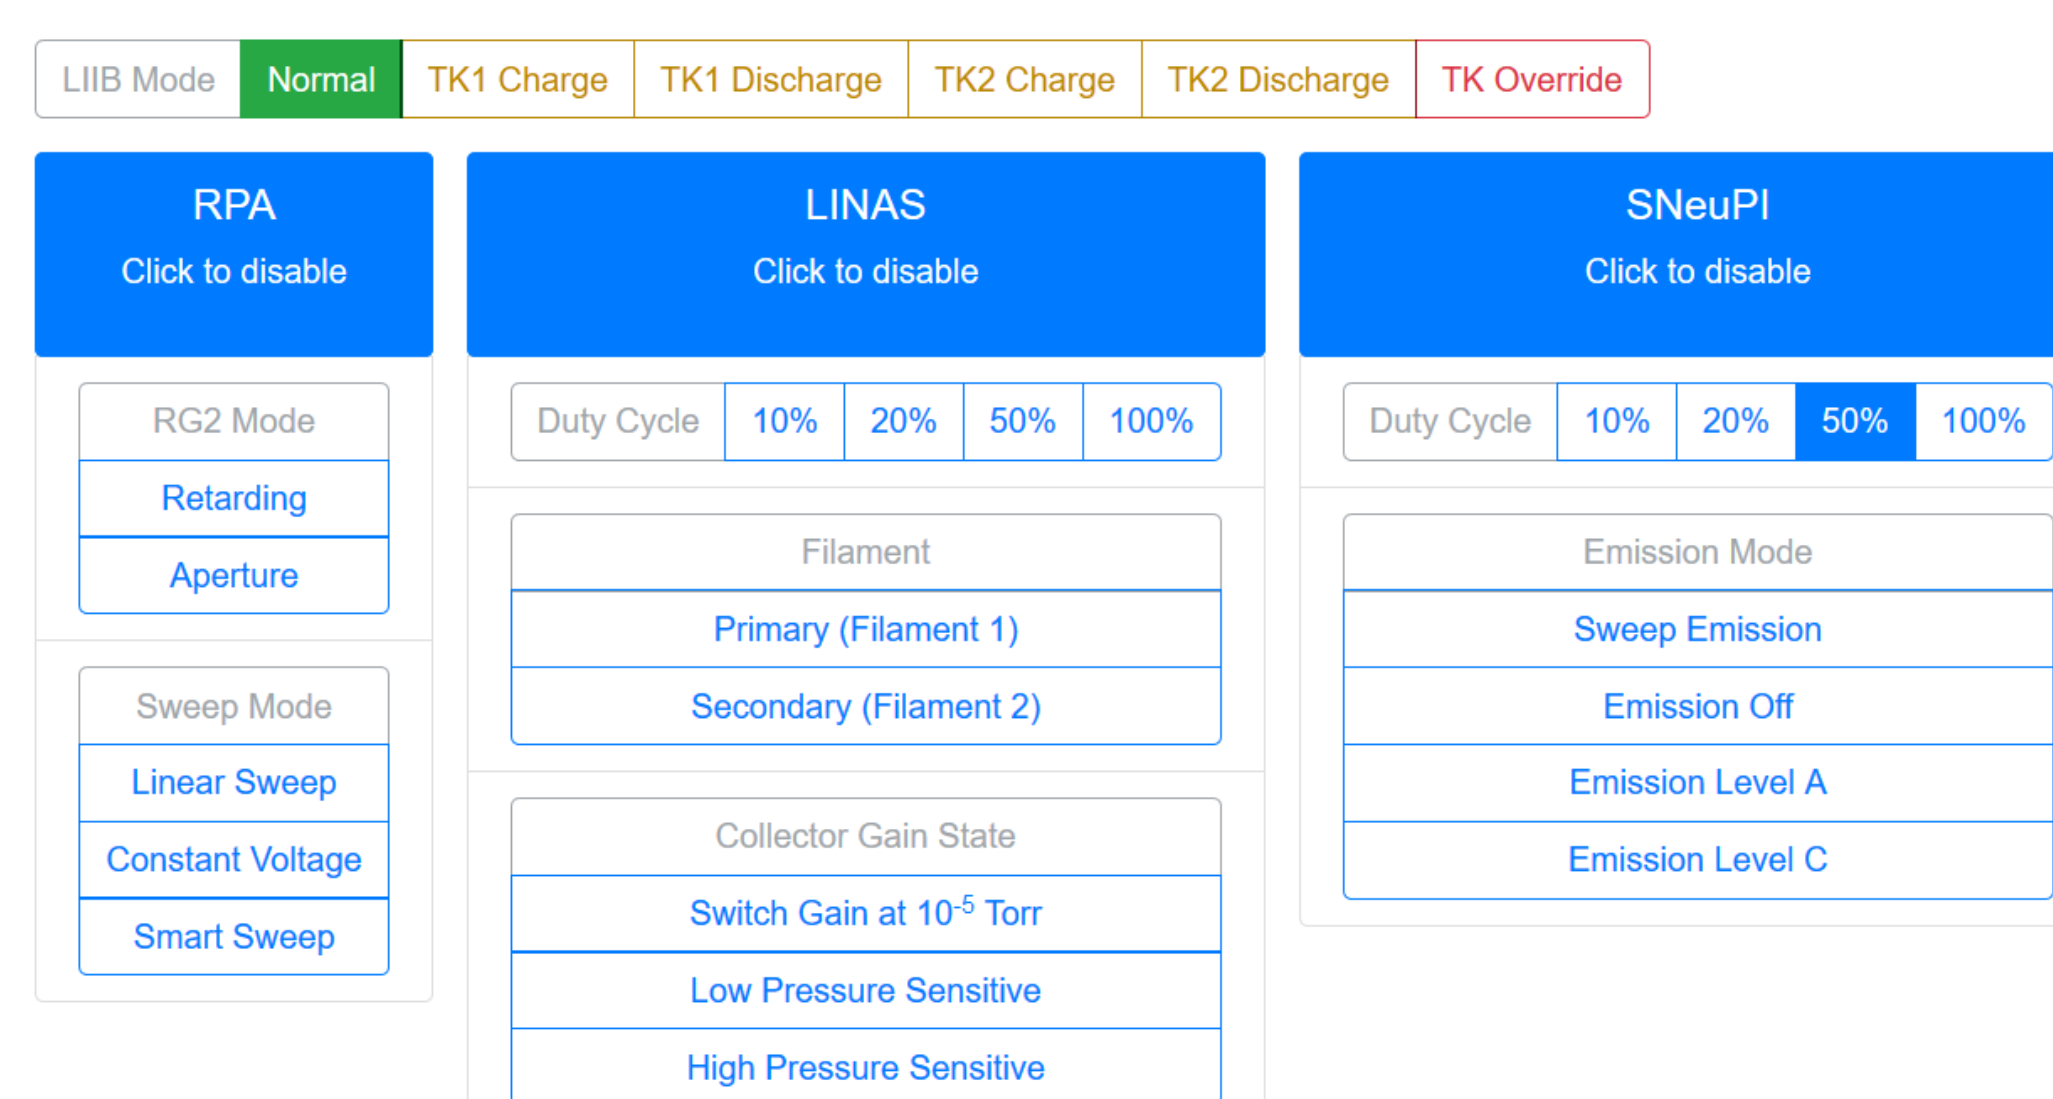 LIIB Mode Normal TK1 Charge TK1 Discharge TK2 Charge TK2 Discharge TK Override
RPA
Click to disable
RG2 Mode
Retarding
Aperture
Sweep Mode
Linear Sweep
Constant Voltage
Smart Sweep
LINAS
Click to disable
Duty Cycle 10% 20% 50% 100%
Filament
Primary (Filament 1)
Secondary (Filament 2)
Collector Gain State
Switch Gain at 10⁻⁵ Torr
Low Pressure Sensitive
High Pressure Sensitive
SNeuPI
Click to disable
Duty Cycle 10% 20% 50% 100%
Emission Mode
Sweep Emission
Emission Off
Emission Level A
Emission Level C